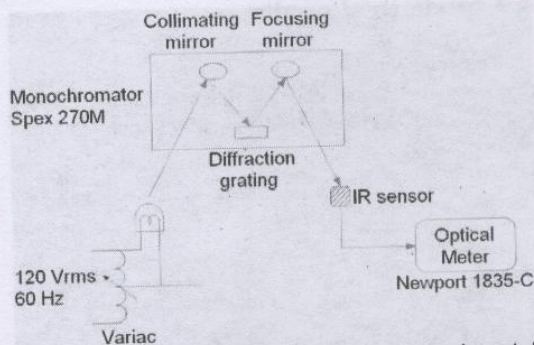 Collimating Focusing
mirror mirror
Monochromator
Spex 270M
Diffraction
grating
IR sensor
Optical
Meter
Newport 1835-C
120 Vrms
60 Hz
Variac